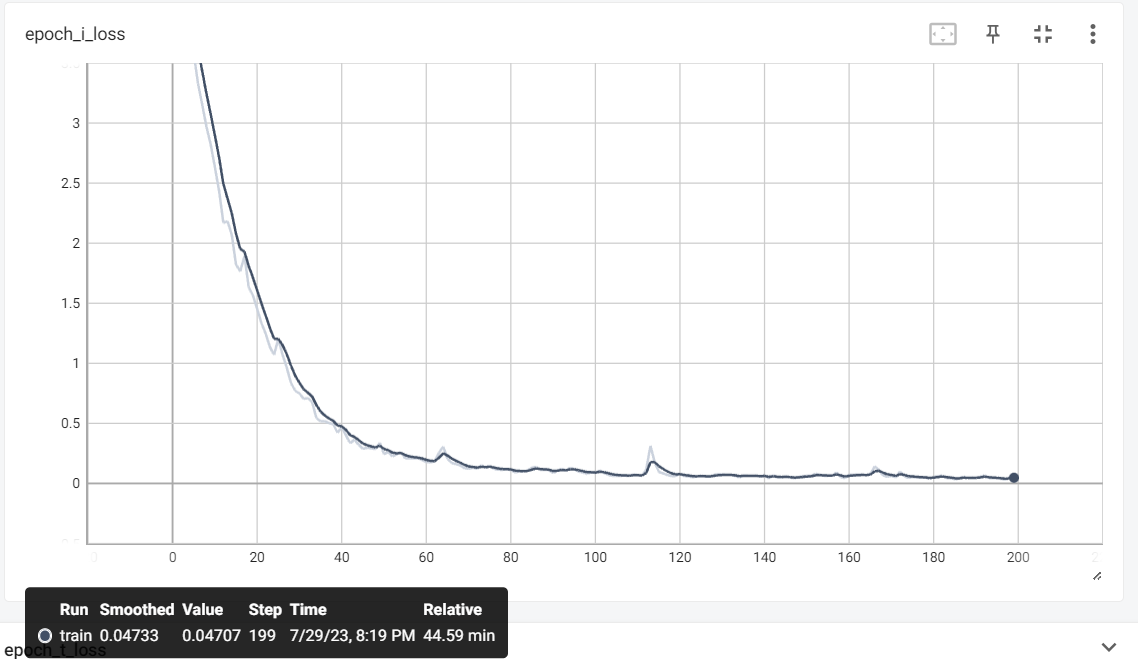 epoch_i_loss
3
2.5
2
1.5
1
0.5
0
0 20 40 60 80 100 120 140 160 180 200
Run Smoothed Value Step Time Relative
train 0.04733 0.04707 199 7/29/23, 8:19 PM 44.59 min
epoch_t_loss